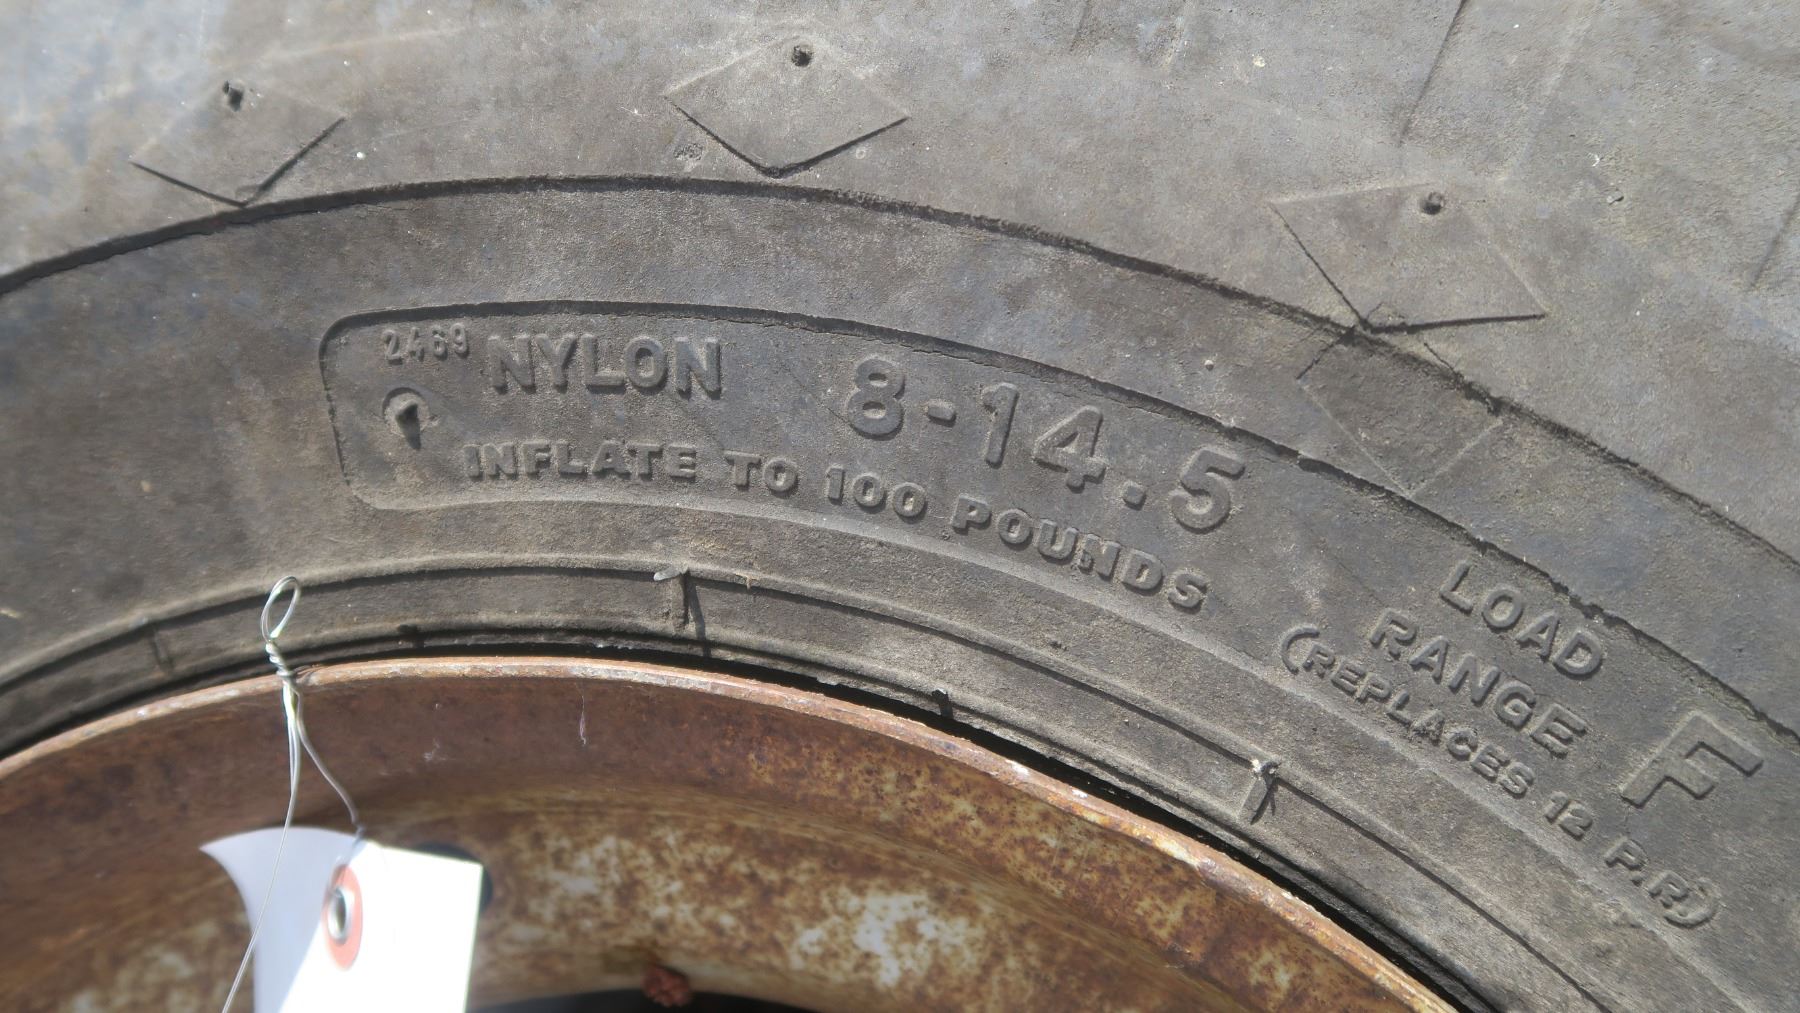 2469 NYLON 8-14.5
INFLATE TO 100 POUNDS
LOAD
RANGE F
(REPLACES 12 P.R)